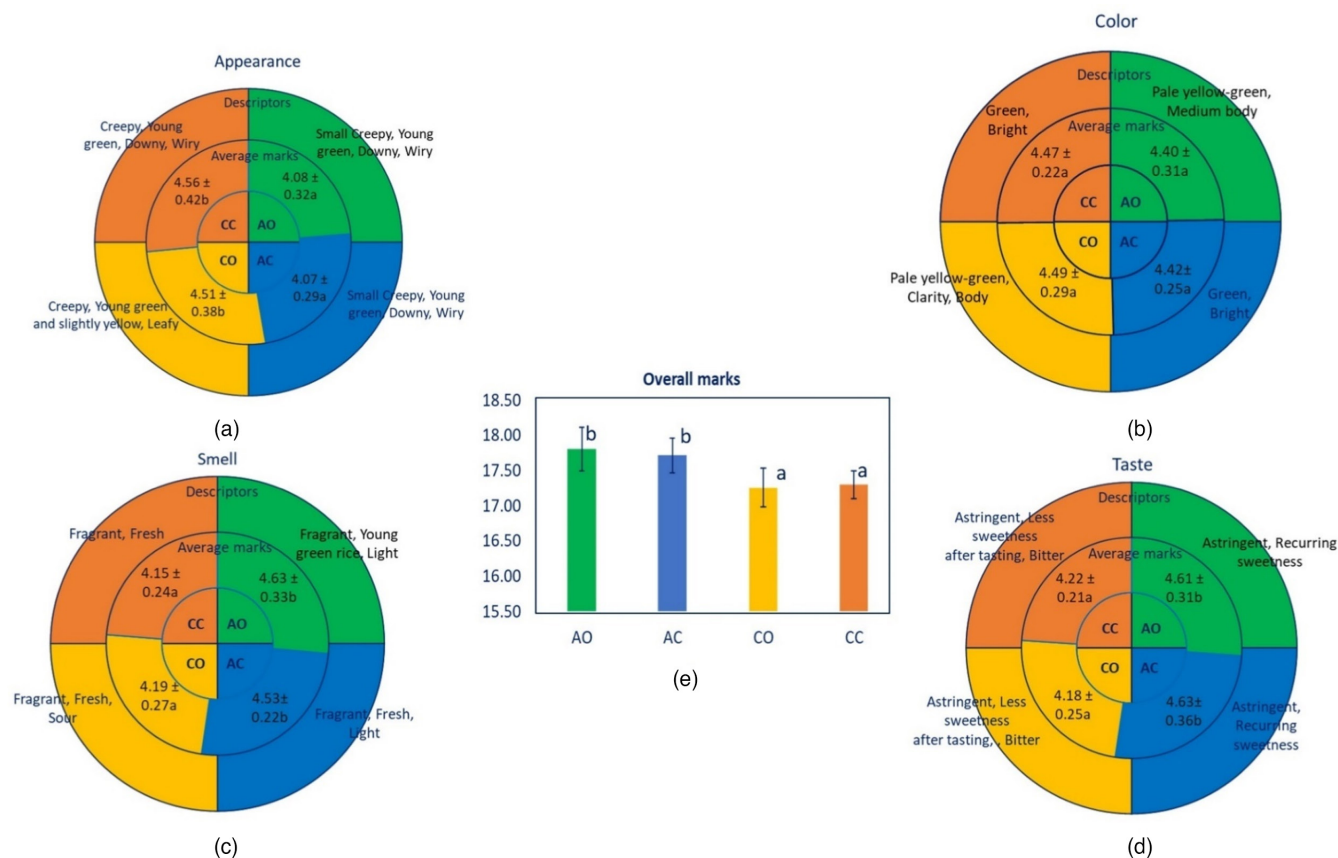 Appearance
Descriptors
Creepy, Young
green, Downy, Wiry
Small Creepy, Young
green, Downy, Wiry
Average marks
4.56 ±
0.42b
4.08 ±
0.32a
CC
AO
CO
AC
4.51 ±
0.38b
4.07 ±
0.29a
Creepy, Young green
and slightly yellow, Leafy
Small Creepy, Young
green, Downy, Wiry
(a)
Color
Descriptors
Green,
Bright
Pale yellow-green,
Medium body
Average marks
4.47 ±
0.22a
4.40 ±
0.31a
CC
AO
CO
AC
4.49 ±
0.29a
4.42±
0.25a
Pale yellow-green,
Clarity, Body
Green,
Bright
(b)
Overall marks
18.50
18.00
17.50
17.00
16.50
16.00
15.50
b
b
a
a
AO
AC
CO
CC
(e)
Smell
Descriptors
Fragrant, Fresh
Fragrant, Young
green rice, Light
Average marks
4.15 ±
0.24a
4.63 ±
0.33b
CC
AO
CO
AC
4.19 ±
0.27a
4.53±
0.22b
Fragrant, Fresh,
Sour
Fragrant, Fresh,
Light
(c)
Taste
Descriptors
Astringent, Less
sweetness
after tasting, Bitter
Astringent, Recurring
sweetness
Average marks
4.22 ±
0.21a
4.61 ±
0.31b
CC
AO
CO
AC
4.18 ±
0.25a
4.63±
0.36b
Astringent, Less
sweetness
after tasting, , Bitter
Astringent,
Recurring
sweetness
(d)